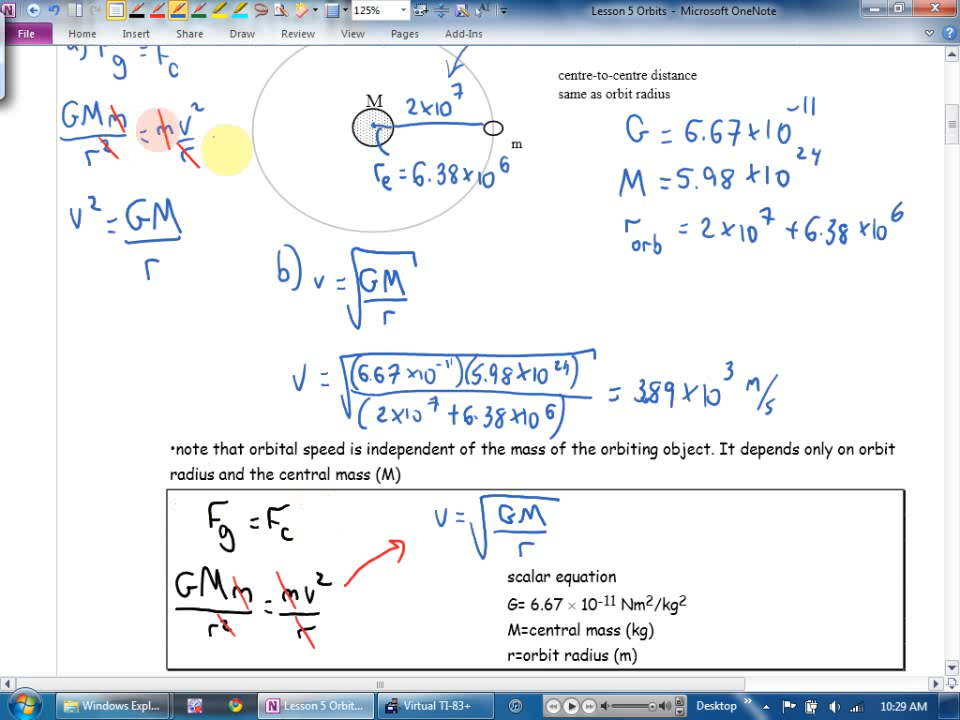 125%
Lesson 5 Orbits - Microsoft OneNote
File Home Insert Share Draw Review View Pages Add-Ins
a) Fg = Fc
GMm/r² = mv²/r
v² = GM/r
M
2×10⁷
m
re = 6.38×10⁶
centre-to-centre distance
same as orbit radius
G = 6.67×10⁻¹¹
M = 5.98×10²⁴
r orb = 2×10⁷ + 6.38×10⁶
b) v = √(GM/r)
V = √((6.67×10⁻¹¹)(5.98×10²⁴)/(2×10⁷ + 6.38×10⁶)) = 3.89×10³ m/s
•note that orbital speed is independent of the mass of the orbiting object. It depends only on orbit
radius and the central mass (M)
Fg = Fc
GMm/r² = mv²/r
v = √(GM/r)
scalar equation
G= 6.67 × 10⁻¹¹ Nm²/kg²
M=central mass (kg)
r=orbit radius (m)
Windows Expl... Lesson 5 Orbit... Virtual TI-83+ Desktop 10:29 AM